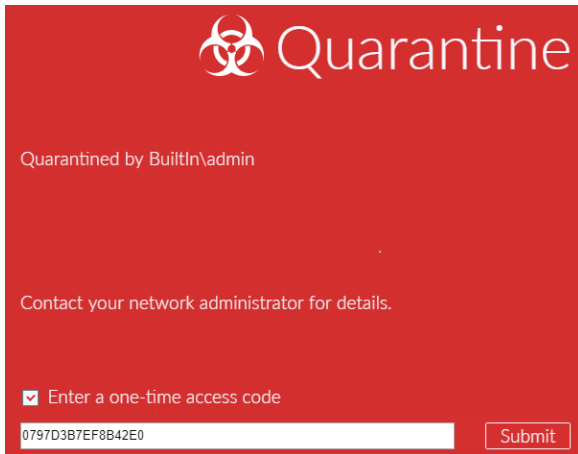 Quarantine
Quarantined by BuiltIn\admin
Contact your network administrator for details.
Enter a one-time access code
0797D3B7EF8B42E0
Submit